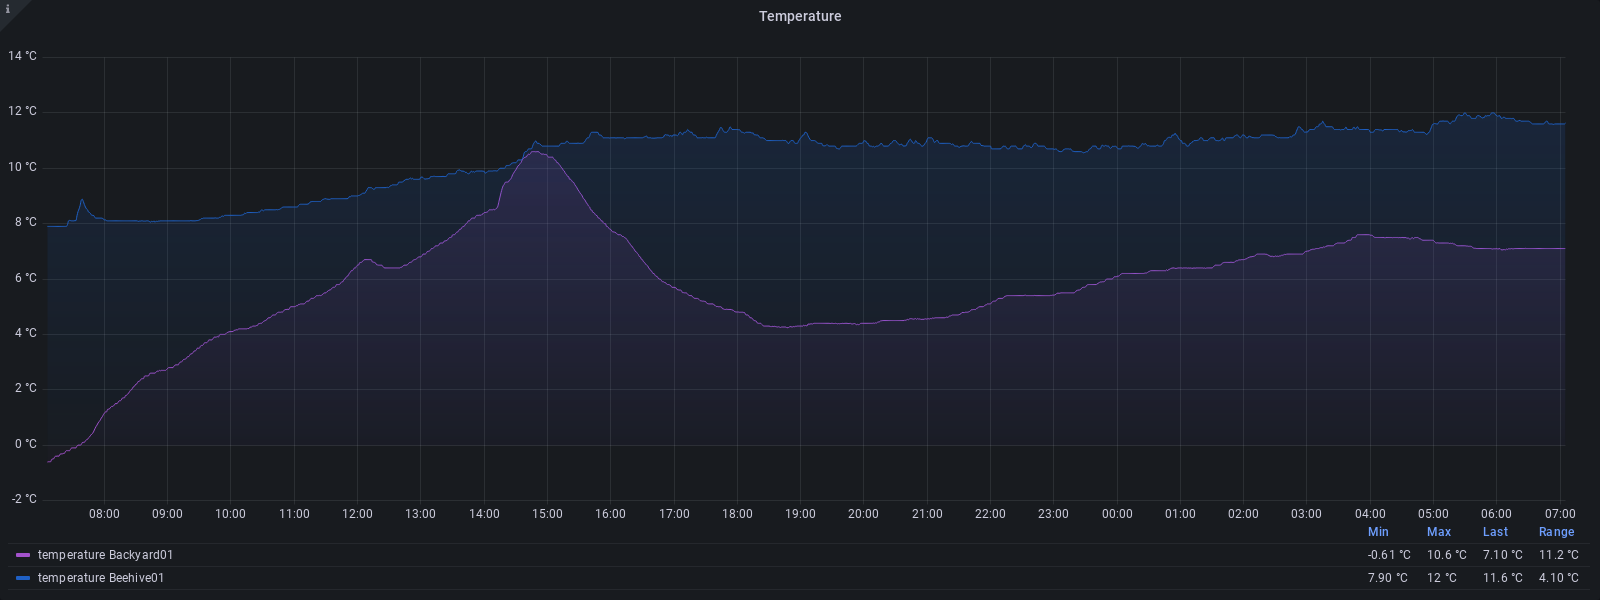 i
Temperature
14 °C
12 °C
10 °C
8 °C
6 °C
4 °C
2 °C
0 °C
-2 °C
08:00 09:00 10:00 11:00 12:00 13:00 14:00 15:00 16:00 17:00 18:00 19:00 20:00 21:00 22:00 23:00 00:00 01:00 02:00 03:00 04:00 05:00 06:00 07:00
Min Max Last Range
temperature Backyard01 -0.61 °C 10.6 °C 7.10 °C 11.2 °C
temperature Beehive01 7.90 °C 12 °C 11.6 °C 4.10 °C